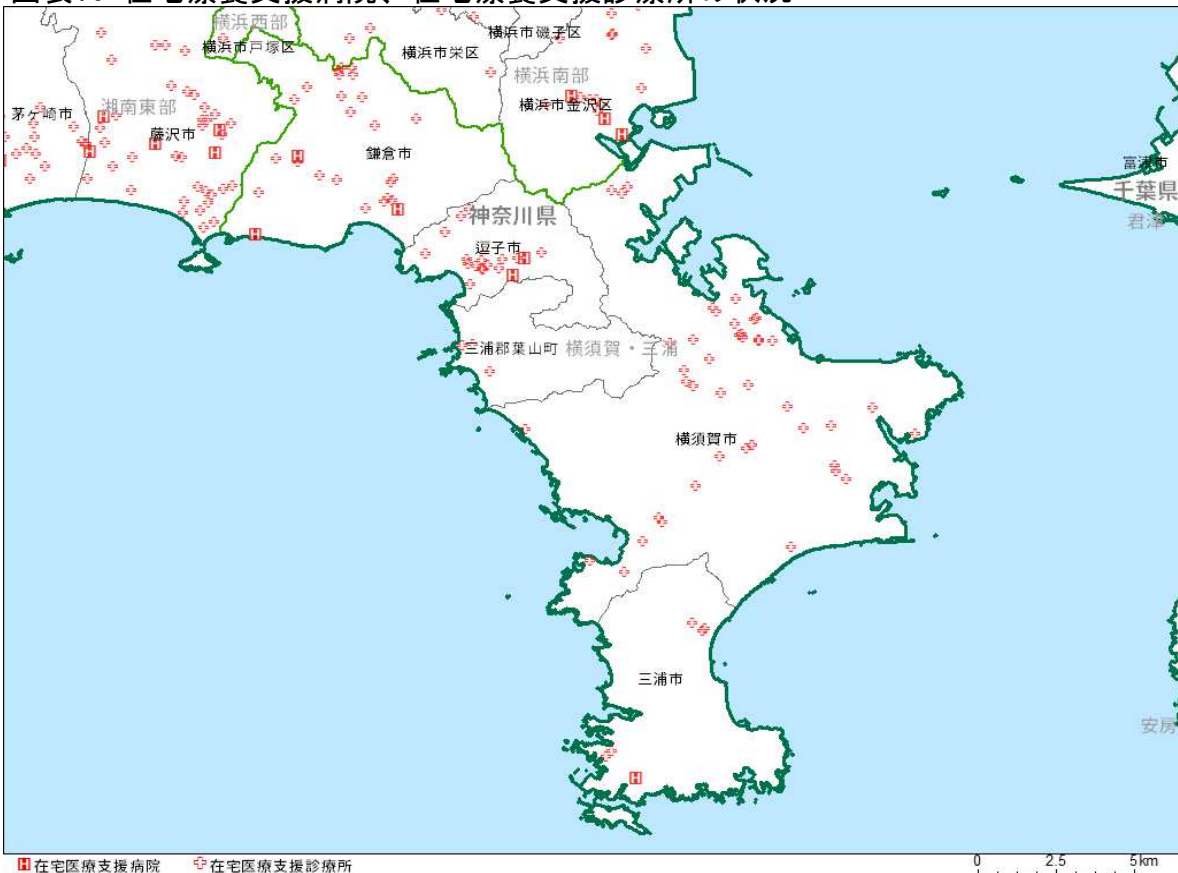 横浜西部
横浜市磯子区
横浜市戸塚区
横浜市栄区
横浜南部
湘南東部
横浜市金沢区
茅ヶ崎市
藤沢市
鎌倉市
富津市
千葉県
神奈川県
君津
逗子市
三浦郡葉山町
横須賀・三浦
横須賀市
三浦市
安房
在宅医療支援病院
在宅医療支援診療所
0 2.5 5km